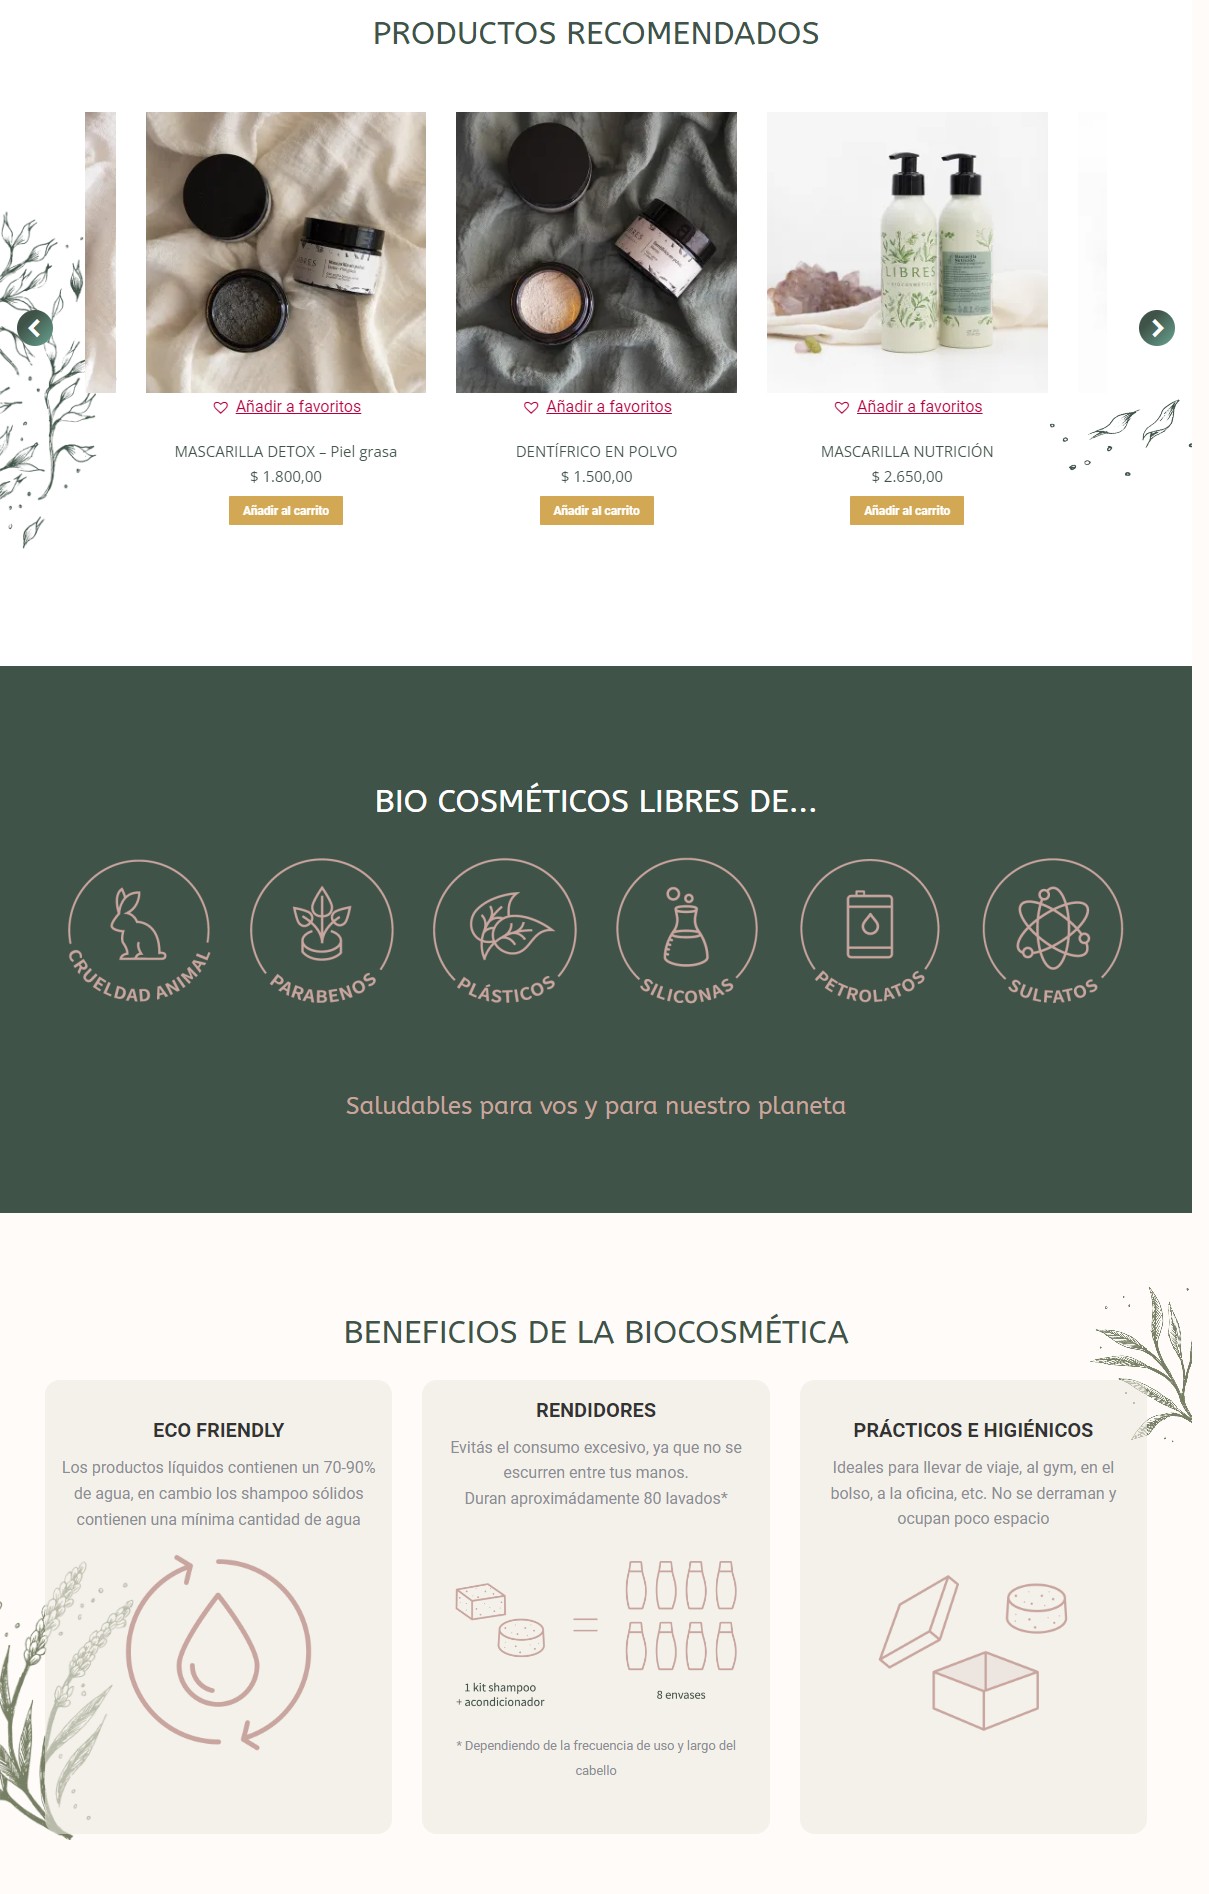 PRODUCTOS RECOMENDADOS
LIBRES
Añadir a favoritos
Añadir a favoritos
Añadir a favoritos
MASCARILLA DETOX – Piel grasa
$ 1.800,00
Añadir al carrito
DENTÍFRICO EN POLVO
$ 1.500,00
Añadir al carrito
MASCARILLA NUTRICIÓN
$ 2.650,00
Añadir al carrito
BIO COSMÉTICOS LIBRES DE...
CRUELDAD ANIMAL
PARABENOS
PLÁSTICOS
SILICONAS
PETROLATOS
SULFATOS
Saludables para vos y para nuestro planeta
BENEFICIOS DE LA BIOCOSMÉTICA
ECO FRIENDLY
Los productos líquidos contienen un 70-90%
de agua, en cambio los shampoo sólidos
contienen una mínima cantidad de agua
RENDIDORES
Evitás el consumo excesivo, ya que no se
escurren entre tus manos.
Duran aproximádamente 80 lavados*
1 kit shampoo
+ acondicionador
8 envases
* Dependiendo de la frecuencia de uso y largo del
cabello
PRÁCTICOS E HIGIÉNICOS
Ideales para llevar de viaje, al gym, en el
bolso, a la oficina, etc. No se derraman y
ocupan poco espacio